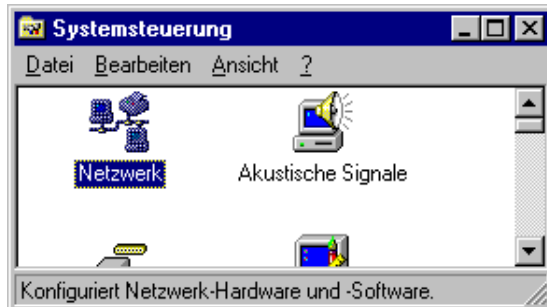 Systemsteuerung
Datei Bearbeiten Ansicht ?
Netzwerk Akustische Signale
Konfiguriert Netzwerk-Hardware und -Software.